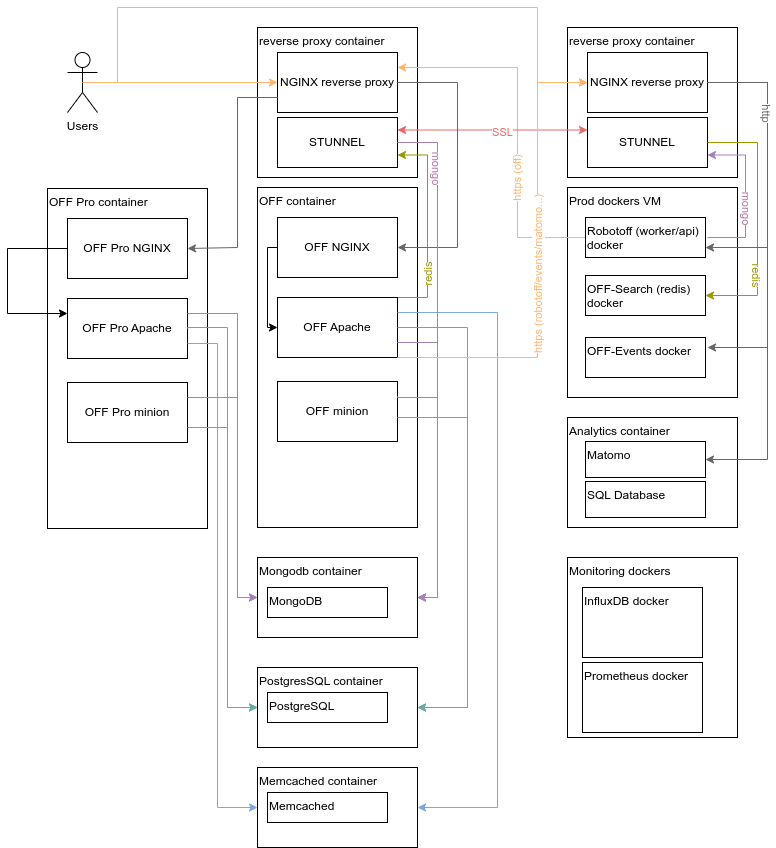 reverse proxy container
NGINX reverse proxy
STUNNEL
reverse proxy container
NGINX reverse proxy
STUNNEL
Users
SSL
http
mongo
https (off)
mongo
redis
redis
https (robotoff/events/matomo...)
OFF Pro container
OFF Pro NGINX
OFF Pro Apache
OFF Pro minion
OFF container
OFF NGINX
OFF Apache
OFF minion
Prod dockers VM
Robotoff (worker/api)
docker
OFF-Search (redis)
docker
OFF-Events docker
Analytics container
Matomo
SQL Database
Mongodb container
MongoDB
PostgresSQL container
PostgreSQL
Memcached container
Memcached
Monitoring dockers
InfluxDB docker
Prometheus docker